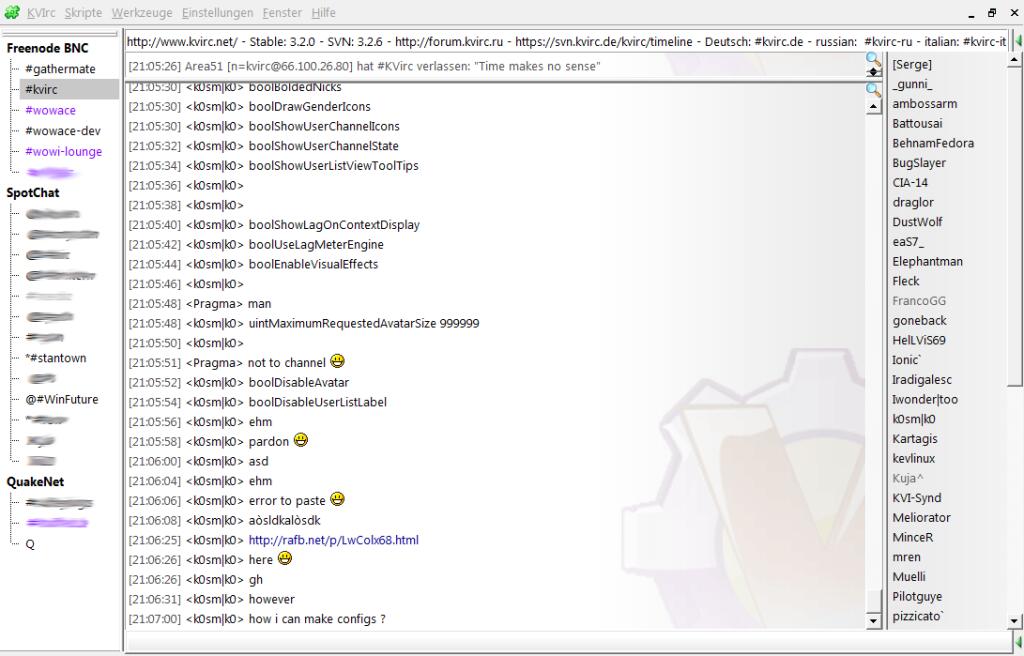 KVIrc Skripte Werkzeuge Einstellungen Fenster Hilfe
Freenode BNC
#gathermate
#kvirc
#wowace
#wowace-dev
#wowi-lounge
SpotChat
*#stantown
@#WinFuture
QuakeNet
Q
http://www.kvirc.net/ - Stable: 3.2.0 - SVN: 3.2.6 - http://forum.kvirc.ru - https://svn.kvirc.de/kvirc/timeline - Deutsch: #kvirc.de - russian: #kvirc-ru - italian: #kvirc-it
[21:05:26] Area51 [n=kvirc@66.100.26.80] hat #KVirc verlassen: "Time makes no sense"
[21:05:30] <k0sm|k0> boolBoldedNicks
[21:05:30] <k0sm|k0> boolDrawGenderIcons
[21:05:30] <k0sm|k0> boolShowUserChannelIcons
[21:05:32] <k0sm|k0> boolShowUserChannelState
[21:05:34] <k0sm|k0> boolShowUserListViewToolTips
[21:05:36] <k0sm|k0>
[21:05:38] <k0sm|k0>
[21:05:40] <k0sm|k0> boolShowLagOnContextDisplay
[21:05:42] <k0sm|k0> boolUseLagMeterEngine
[21:05:44] <k0sm|k0> boolEnableVisualEffects
[21:05:46] <k0sm|k0>
[21:05:48] <Pragma> man
[21:05:48] <k0sm|k0> uintMaximumRequestedAvatarSize 999999
[21:05:50] <k0sm|k0>
[21:05:51] <Pragma> not to channel
[21:05:52] <k0sm|k0> boolDisableAvatar
[21:05:54] <k0sm|k0> boolDisableUserListLabel
[21:05:56] <k0sm|k0> ehm
[21:05:58] <k0sm|k0> pardon
[21:06:00] <k0sm|k0> asd
[21:06:04] <k0sm|k0> ehm
[21:06:06] <k0sm|k0> error to paste
[21:06:08] <k0sm|k0> aòsldkalòsdk
[21:06:25] <k0sm|k0> http://rafb.net/p/LwColx68.html
[21:06:26] <k0sm|k0> here
[21:06:26] <k0sm|k0> gh
[21:06:31] <k0sm|k0> however
[21:07:00] <k0sm|k0> how i can make configs ?
[Serge]
_gunni_
ambossarm
Battousai
BehnamFedora
BugSlayer
CIA-14
draglor
DustWolf
eaS7_
Elephantman
Fleck
FrancoGG
goneback
HelLViS69
Ionic`
Iradigalesc
Iwonder|too
k0sm|k0
Kartagis
kevlinux
Kuja^
KVI-Synd
Meliorator
MinceR
mren
Muelli
Pilotguye
pizzicato`